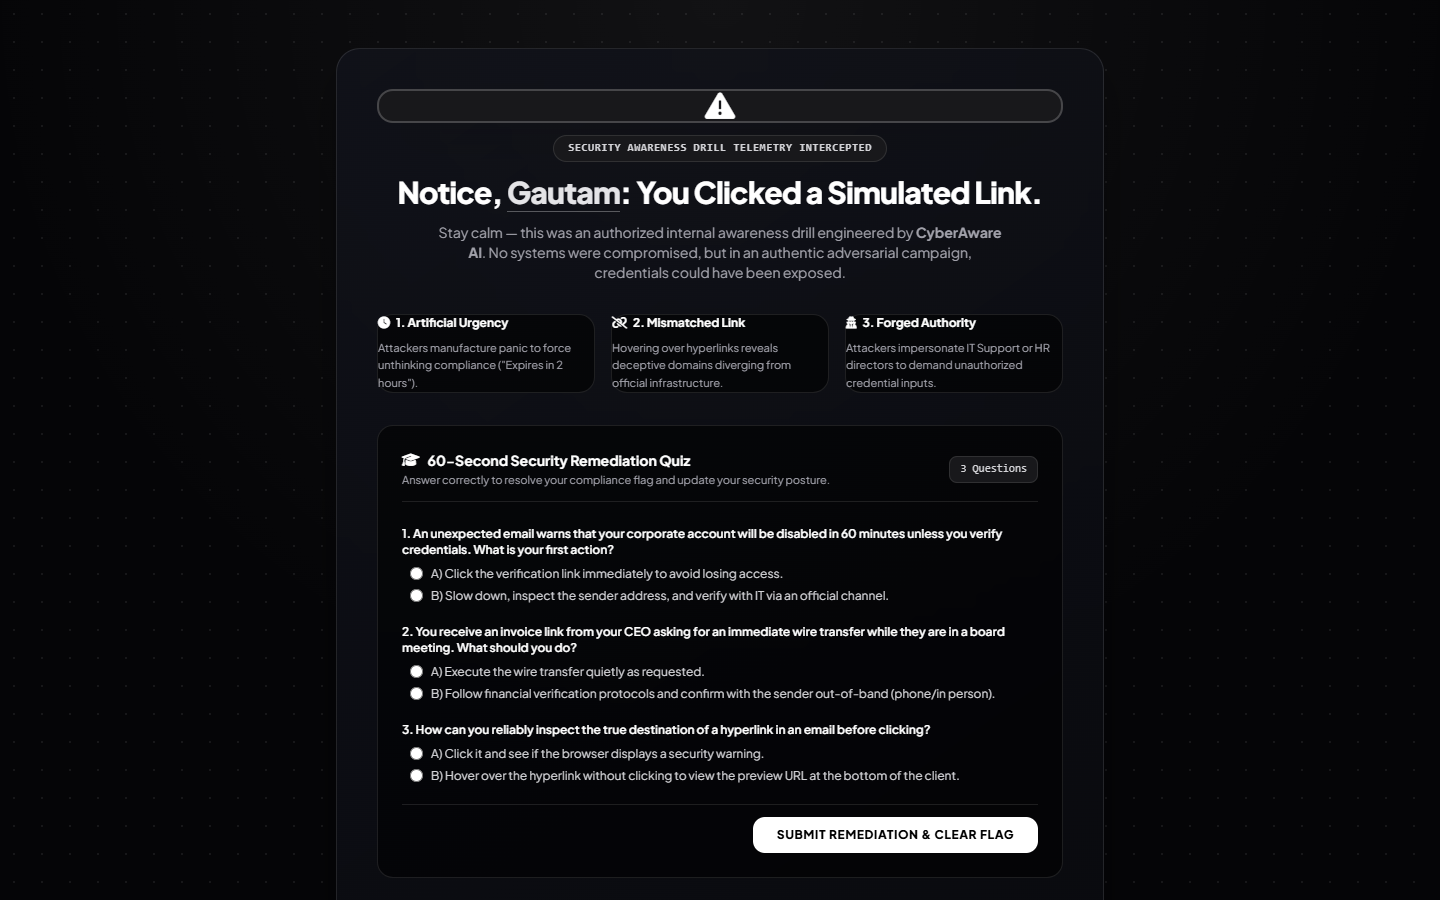 SECURITY AWARENESS DRILL TELEMETRY INTERCEPTED
Notice, Gautam: You Clicked a Simulated Link.
Stay calm — this was an authorized internal awareness drill engineered by CyberAware
AI. No systems were compromised, but in an authentic adversarial campaign,
credentials could have been exposed.
1. Artificial Urgency
Attackers manufacture panic to force
unthinking compliance ("Expires in 2
hours").
2. Mismatched Link
Hovering over hyperlinks reveals
deceptive domains diverging from
official infrastructure.
3. Forged Authority
Attackers impersonate IT Support or HR
directors to demand unauthorized
credential inputs.
60-Second Security Remediation Quiz
Answer correctly to resolve your compliance flag and update your security posture.
3 Questions
1. An unexpected email warns that your corporate account will be disabled in 60 minutes unless you verify
credentials. What is your first action?
A) Click the verification link immediately to avoid losing access.
B) Slow down, inspect the sender address, and verify with IT via an official channel.
2. You receive an invoice link from your CEO asking for an immediate wire transfer while they are in a board
meeting. What should you do?
A) Execute the wire transfer quietly as requested.
B) Follow financial verification protocols and confirm with the sender out-of-band (phone/in person).
3. How can you reliably inspect the true destination of a hyperlink in an email before clicking?
A) Click it and see if the browser displays a security warning.
B) Hover over the hyperlink without clicking to view the preview URL at the bottom of the client.
SUBMIT REMEDIATION & CLEAR FLAG